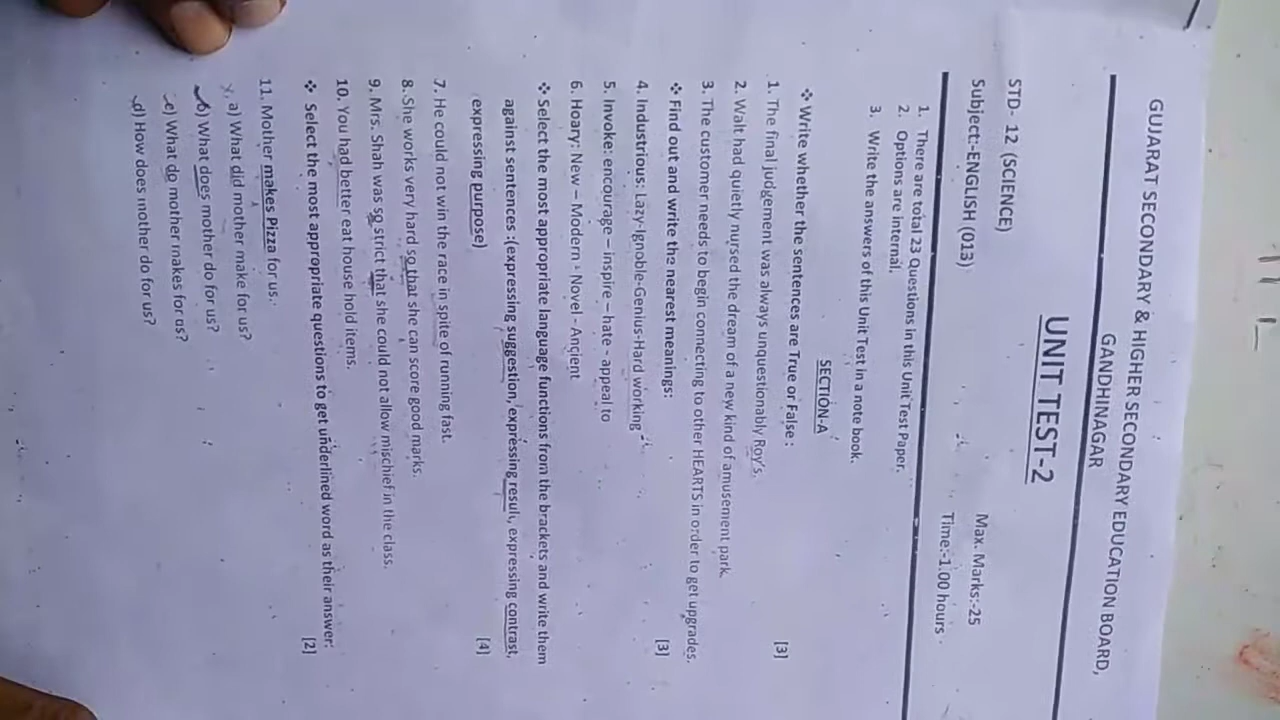 GUJARAT SECONDARY & HIGHER SECONDARY EDUCATION BOARD,
GANDHINAGAR
UNIT TEST-2
STD- 12 (SCIENCE)
Max. Marks:-25
Subject:-ENGLISH (013)
Time:-1.00 hours
1. There are total 23 Questions in this Unit Test Paper.
2. Options are internal.
3. Write the answers of this Unit Test in a note book.
SECTION-A
❖ Write whether the sentences are True or False : [3]
1. The final judgement was always unquestionably Roy's.
2. Walt had quietly nursed the dream of a new kind of amusement park.
3. The customer needs to begin connecting to other HEARTS in order to get upgrades.
❖ Find out and write the nearest meanings: [3]
4. Industrious: Lazy-Ignoble-Genius-Hard working
5. Invoke: encourage – inspire – hate - appeal to
6. Hoary: New – Modern - Novel - Ancient
❖ Select the most appropriate language functions from the brackets and write them
against sentences :(expressing suggestion, expressing result, expressing contrast,
expressing purpose) [4]
7. He could not win the race in spite of running fast.
8. She works very hard so that she can score good marks.
9. Mrs. Shah was so strict that she could not allow mischief in the class.
10. You had better eat house hold items.
❖ Select the most appropriate questions to get underlined word as their answer: [2]
11. Mother makes Pizza for us.
a) What did mother make for us?
b) What does mother do for us?
c) What do mother makes for us?
d) How does mother do for us?